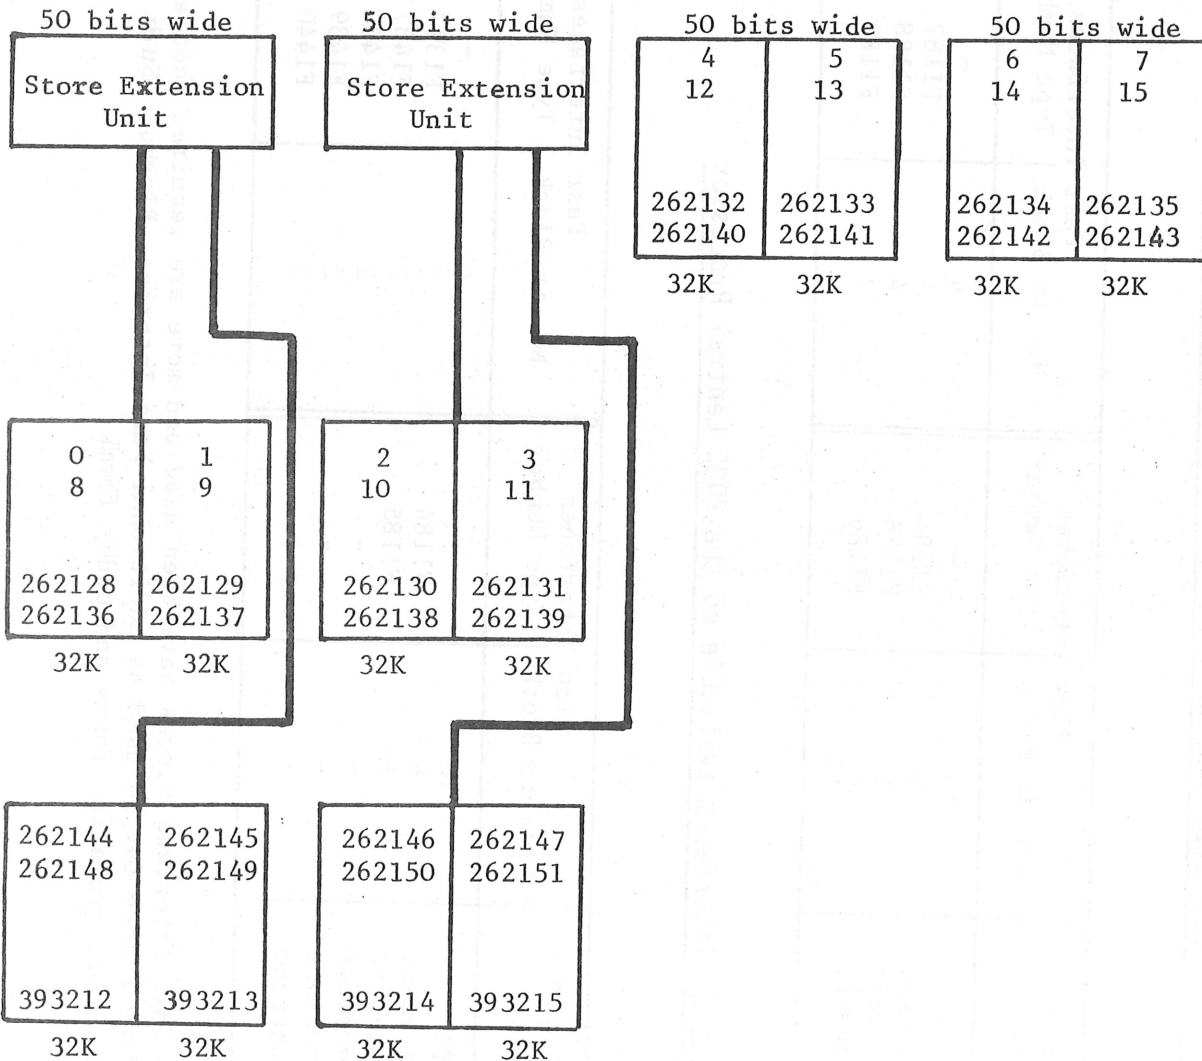 50 bits wide 50 bits wide 50 bits wide 50 bits wide
Store Extension
Unit
Store Extension
Unit
4 5
12 13
262132 262133
262140 262141
32K 32K
6 7
14 15
262134 262135
262142 262143
32K 32K
0 1
8 9
262128 262129
262136 262137
32K 32K
2 3
10 11
262130 262131
262138 262139
32K 32K
262144 262145
262148 262149
393212 393213
32K 32K
262146 262147
262150 262151
393214 393215
32K 32K